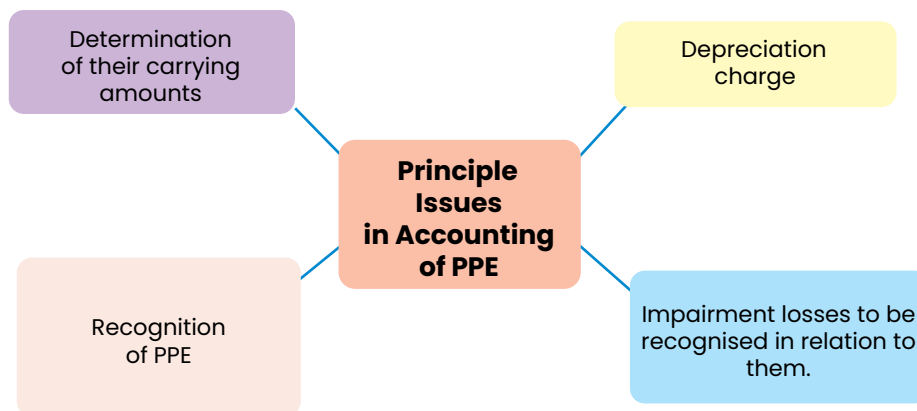 Determination
of their carrying
amounts
Depreciation
charge
Principle
Issues
in Accounting
of PPE
Recognition
of PPE
Impairment losses to be
recognised in relation to
them.